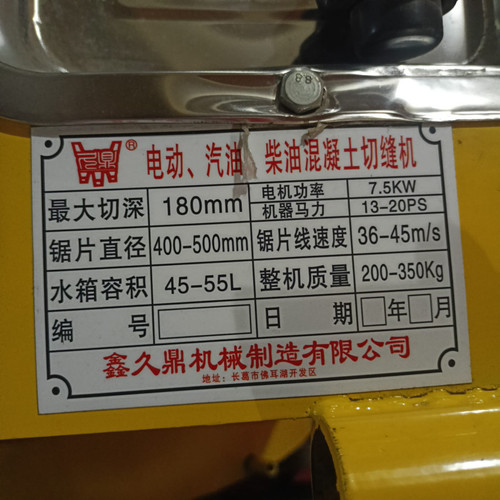 8.8
久鼎® 电动、汽油 柴油混凝土切缝机
最大切深 180mm 电机功率 7.5KW
机器马力 13-20PS
锯片直径 400-500mm 锯片线速度 36-45m/s
水箱容积 45-55L 整机质量 200-350Kg
编号 日期 年 月
鑫久鼎机械制造有限公司
地址:长葛市佛耳湖开发区